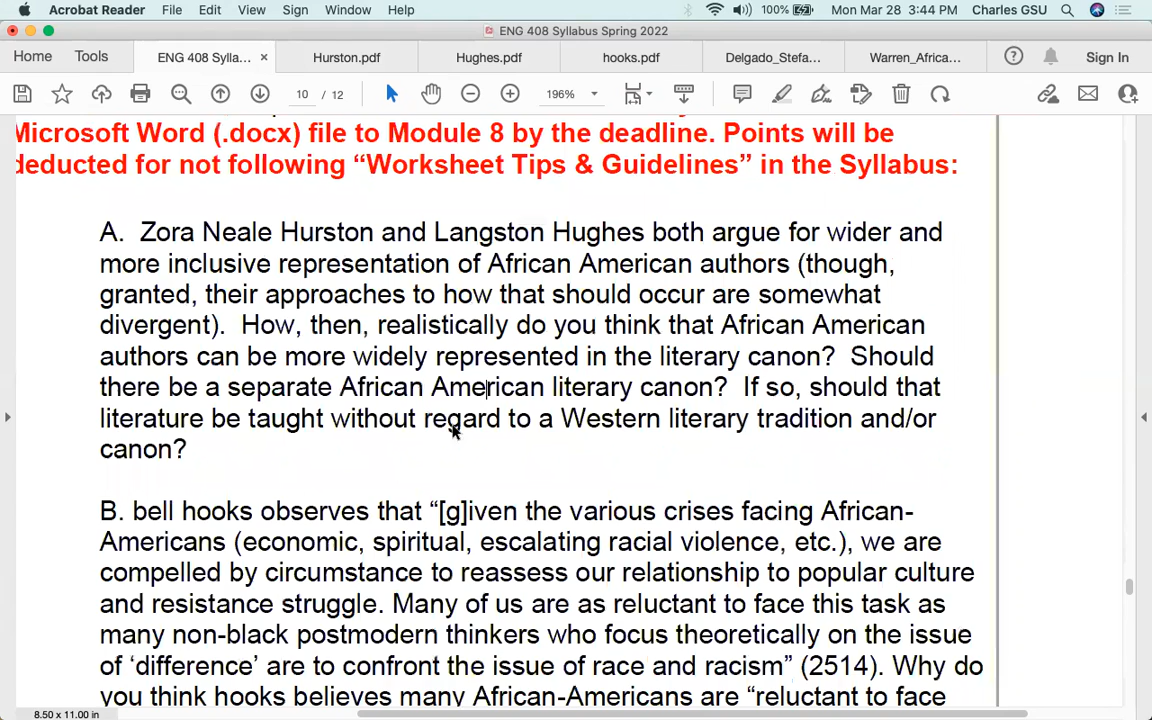 Acrobat Reader File Edit View Sign Window Help 100% Mon Mar 28 3:44 PM Charles GSU
ENG 408 Syllabus Spring 2022
Home Tools ENG 408 Sylla... × Hurston.pdf Hughes.pdf hooks.pdf Delgado_Stefa... Warren_Africa... Sign In
10 / 12 196%
Microsoft Word (.docx) file to Module 8 by the deadline. Points will be
deducted for not following “Worksheet Tips & Guidelines” in the Syllabus:
A. Zora Neale Hurston and Langston Hughes both argue for wider and
more inclusive representation of African American authors (though,
granted, their approaches to how that should occur are somewhat
divergent). How, then, realistically do you think that African American
authors can be more widely represented in the literary canon? Should
there be a separate African American literary canon? If so, should that
literature be taught without regard to a Western literary tradition and/or
canon?
B. bell hooks observes that “[g]iven the various crises facing African-
Americans (economic, spiritual, escalating racial violence, etc.), we are
compelled by circumstance to reassess our relationship to popular culture
and resistance struggle. Many of us are as reluctant to face this task as
many non-black postmodern thinkers who focus theoretically on the issue
of ‘difference’ are to confront the issue of race and racism” (2514). Why do
you think hooks believes many African-Americans are “reluctant to face
8.50 x 11.00 in